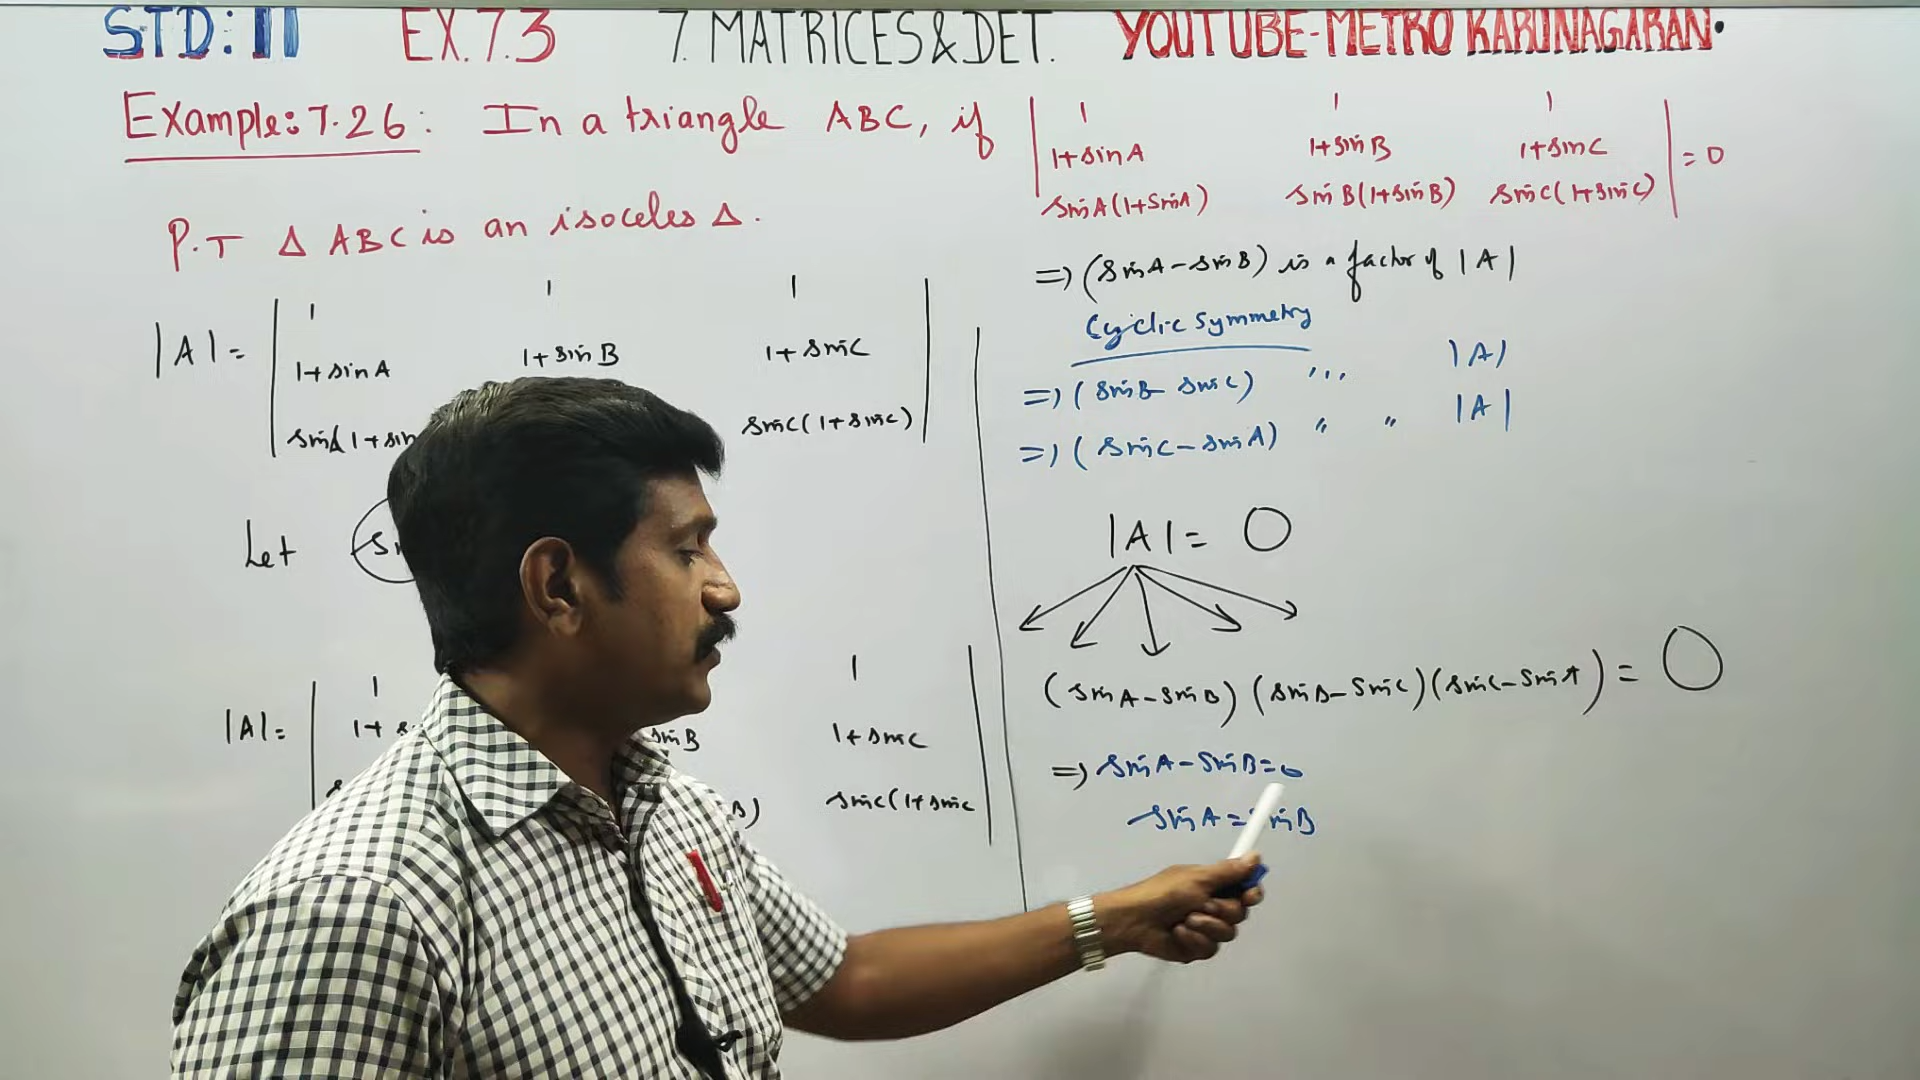 STD: 11 EX. 7.3 7. MATRICES & DET. YOUTUBE-METRO KARUNAGARAN.
Example: 7.26: In a triangle ABC, if
| 1 1 1 |
| 1+sinA 1+sinB 1+sinC | = 0
| sinA(1+sinA) sinB(1+sinB) sinC(1+sinC) |
P.T Δ ABC is an isoceles Δ.
| 1 1 1 |
|A| = | 1+sinA 1+sinB 1+sinC |
sinA(1+sin sinC(1+sinC) |
Let
| 1 1 |
|A| = | 1+ sinB 1+sinC |
B) sinC(1+sinC |
=> (sinA-sinB) is a factor of |A|
Cyclic Symmetry
=> (sinB- sinC) ,,, |A|
=> (sinC-sinA) " " |A|
|A| = 0
(sinA-sinB) (sinB-sinC) (sinC-sinA) = 0
=> sinA-sinB=0
sinA=sinB